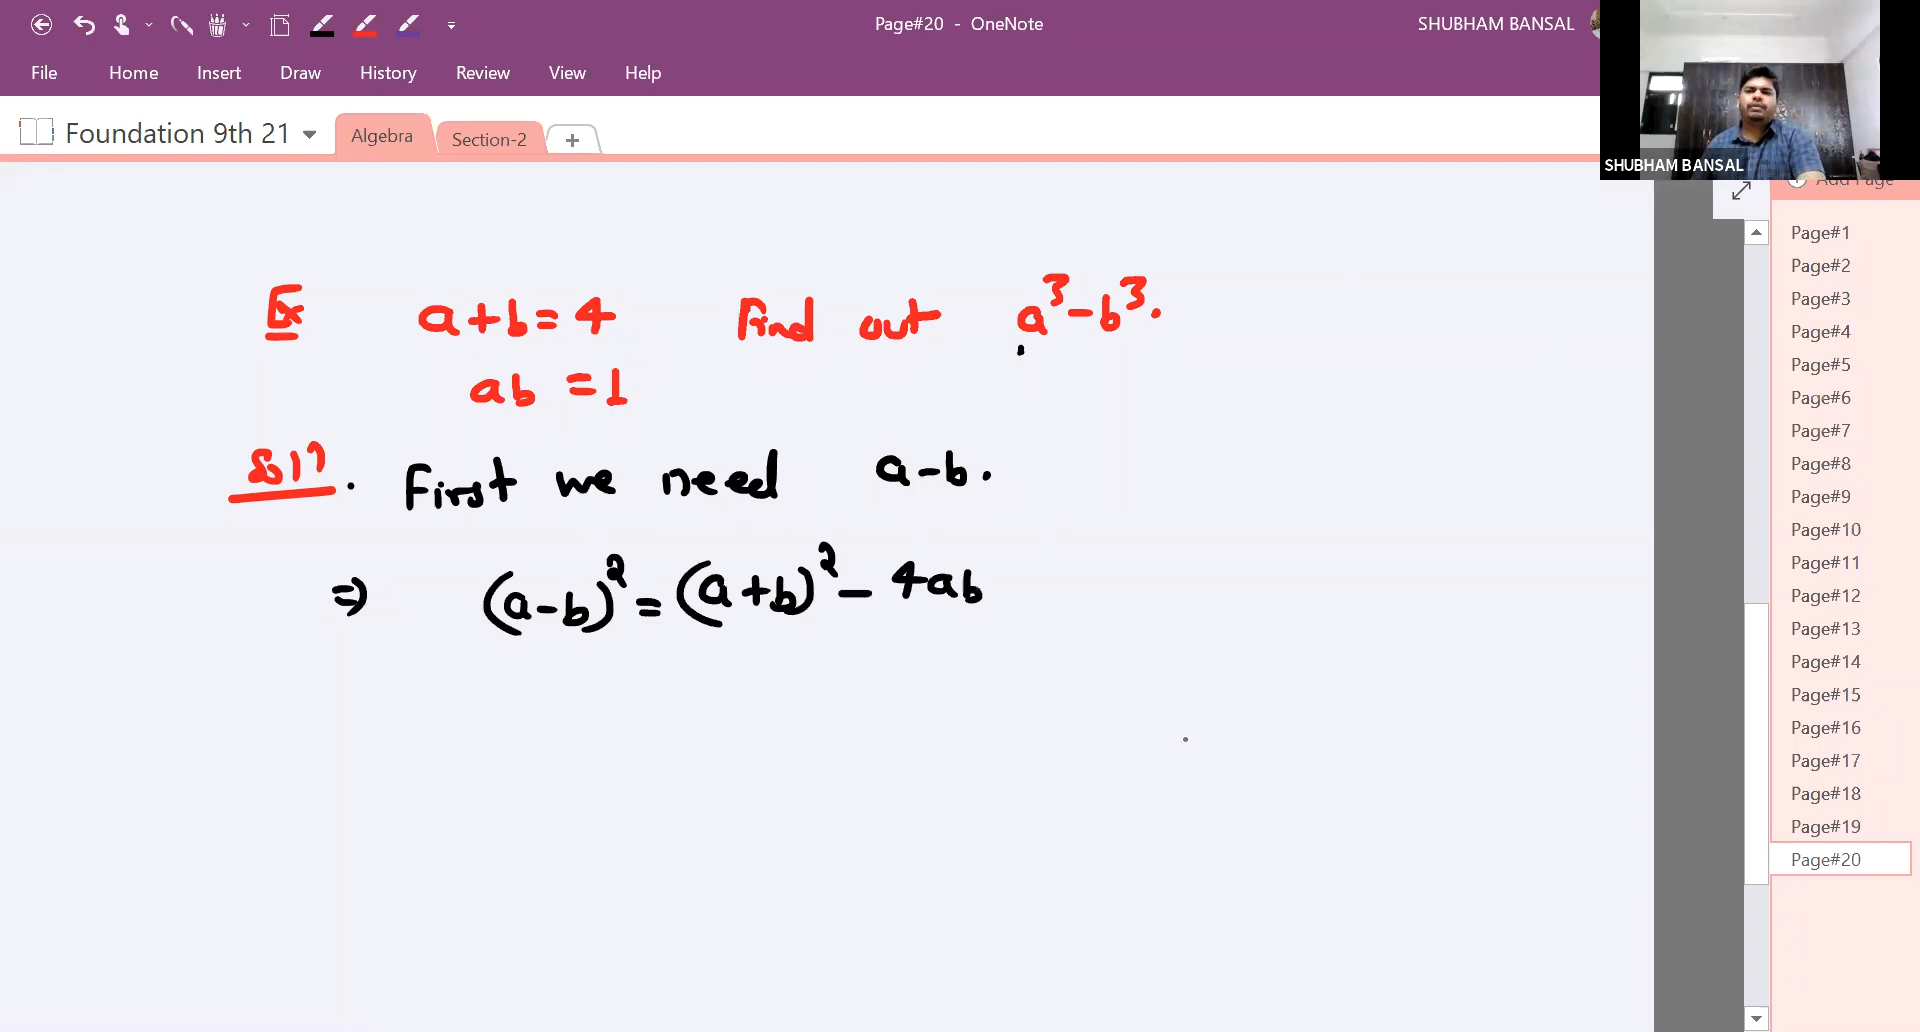 Page#20 - OneNote
SHUBHAM BANSAL
File Home Insert Draw History Review View Help
SHUBHAM BANSAL
Foundation 9th 21
Algebra
Section-2
+
Add Page
Page#1
Page#2
Page#3
Page#4
Page#5
Page#6
Page#7
Page#8
Page#9
Page#10
Page#11
Page#12
Page#13
Page#14
Page#15
Page#16
Page#17
Page#18
Page#19
Page#20
Ex a+b=4 Find out a³-b³.
ab =1
Sol?. First we need a-b.
⇒ (a-b)²=(a+b)²-4ab